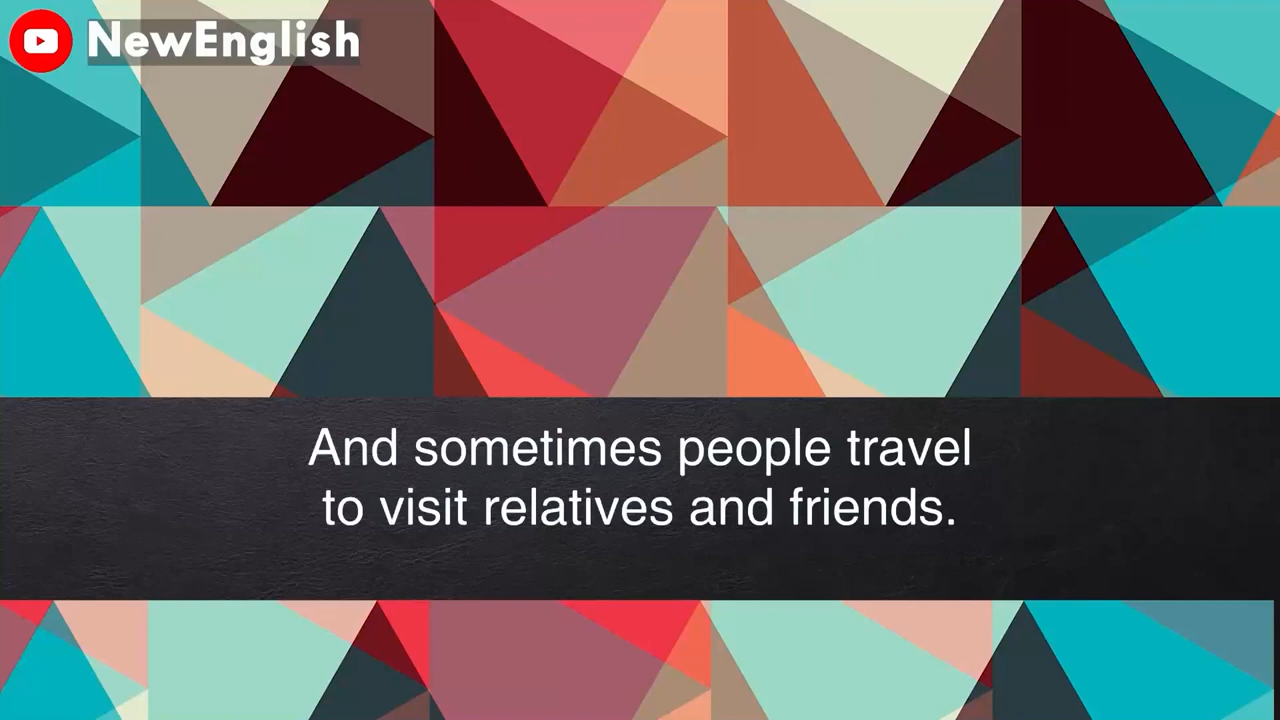 NewEnglish
And sometimes people travel
to visit relatives and friends.